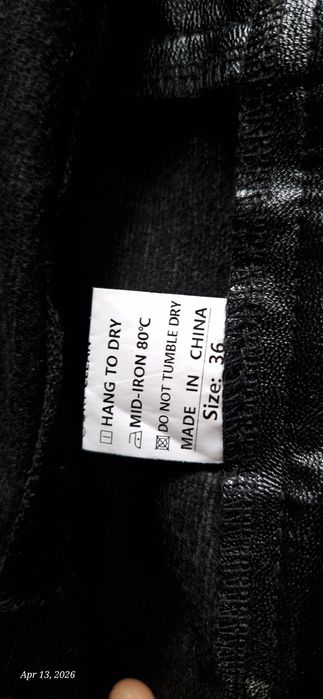 HANG TO DRY
MID-IRON 80°C
DO NOT TUMBLE DRY
MADE IN CHINA
Size: 36
Apr 13, 2026